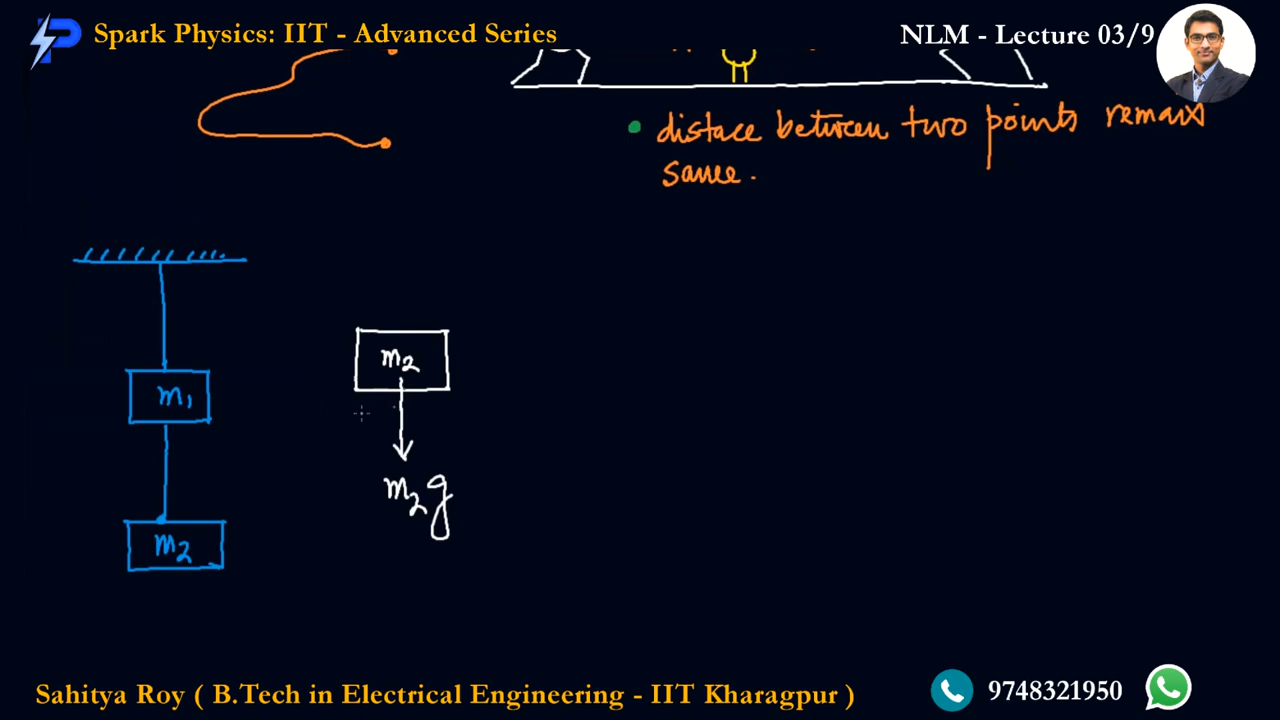 Spark Physics: IIT - Advanced Series
NLM - Lecture 03/9
distace between two points remais
same.
m1
m2
m2
m2g
Sahitya Roy ( B.Tech in Electrical Engineering - IIT Kharagpur )
9748321950